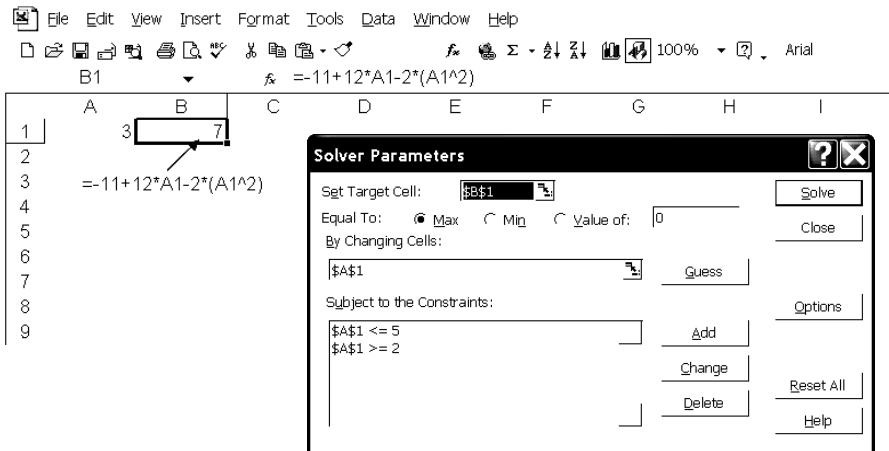 File Edit View Insert Format Tools Data Window Help
ABC fx Σ A Z Z A 100% ? Arial
B1 fx =-11+12*A1-2*(A1^2)
A B C D E F G H I
1 3 7
2
3 =-11+12*A1-2*(A1^2)
4
5
6
7
8
9
Solver Parameters ? X
Set Target Cell: $B$1 Solve
Equal To: Max Min Value of: 0
Close
By Changing Cells:
$A$1 Guess
Subject to the Constraints: Options
$A$1 <= 5 Add
$A$1 >= 2
Change
Reset All
Delete
Help